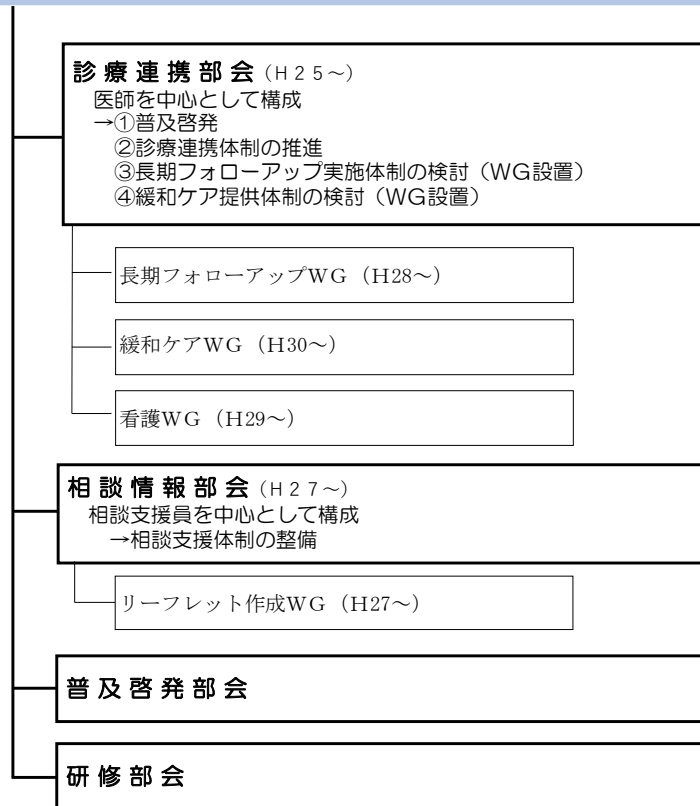 診療連携部会(H25~)
医師を中心として構成
→①普及啓発
②診療連携体制の推進
③長期フォローアップ実施体制の検討(WG設置)
④緩和ケア提供体制の検討(WG設置)
長期フォローアップWG(H28~)
緩和ケアWG(H30~)
看護WG(H29~)
相談情報部会(H27~)
相談支援員を中心として構成
→相談支援体制の整備
リーフレット作成WG(H27~)
普及啓発部会
研修部会